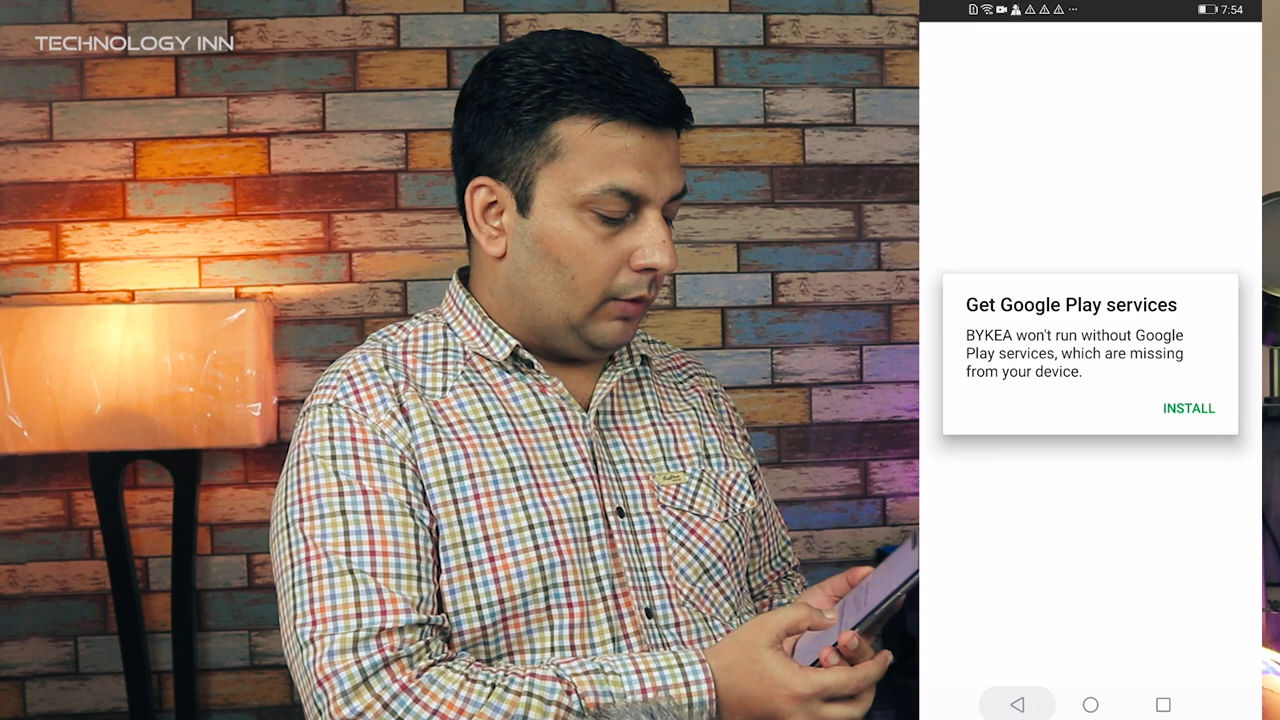 TECHNOLOGY INN
7:54
Get Google Play services
BYKEA won't run without Google
Play services, which are missing
from your device.
INSTALL